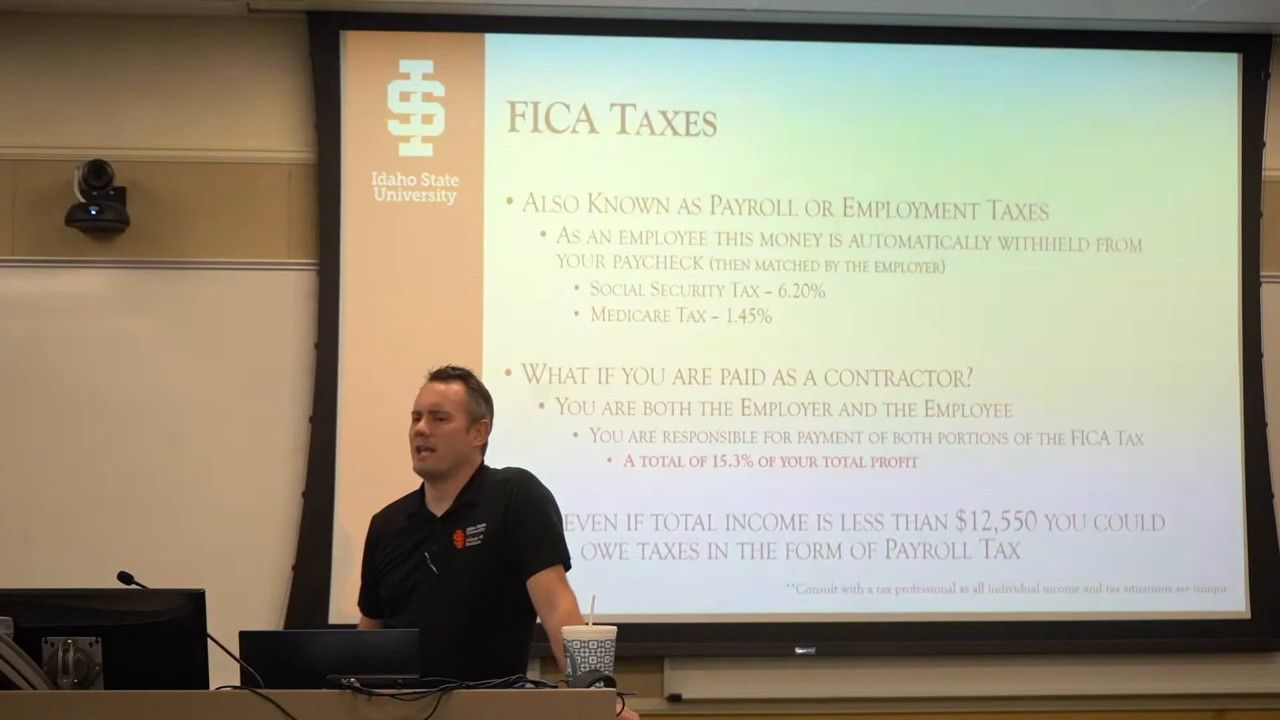 Idaho State
University
FICA TAXES
• ALSO KNOWN AS PAYROLL OR EMPLOYMENT TAXES
• AS AN EMPLOYEE THIS MONEY IS AUTOMATICALLY WITHHELD FROM
YOUR PAYCHECK (THEN MATCHED BY THE EMPLOYER)
• SOCIAL SECURITY TAX – 6.20%
• MEDICARE TAX – 1.45%
• WHAT IF YOU ARE PAID AS A CONTRACTOR?
• YOU ARE BOTH THE EMPLOYER AND THE EMPLOYEE
• YOU ARE RESPONSIBLE FOR PAYMENT OF BOTH PORTIONS OF THE FICA TAX
• A TOTAL OF 15.3% OF YOUR TOTAL PROFIT
EVEN IF TOTAL INCOME IS LESS THAN $12,550 YOU COULD
OWE TAXES IN THE FORM OF PAYROLL TAX
**Consult with a tax professional as all individual income and tax situations are uniqu
Idaho State
University